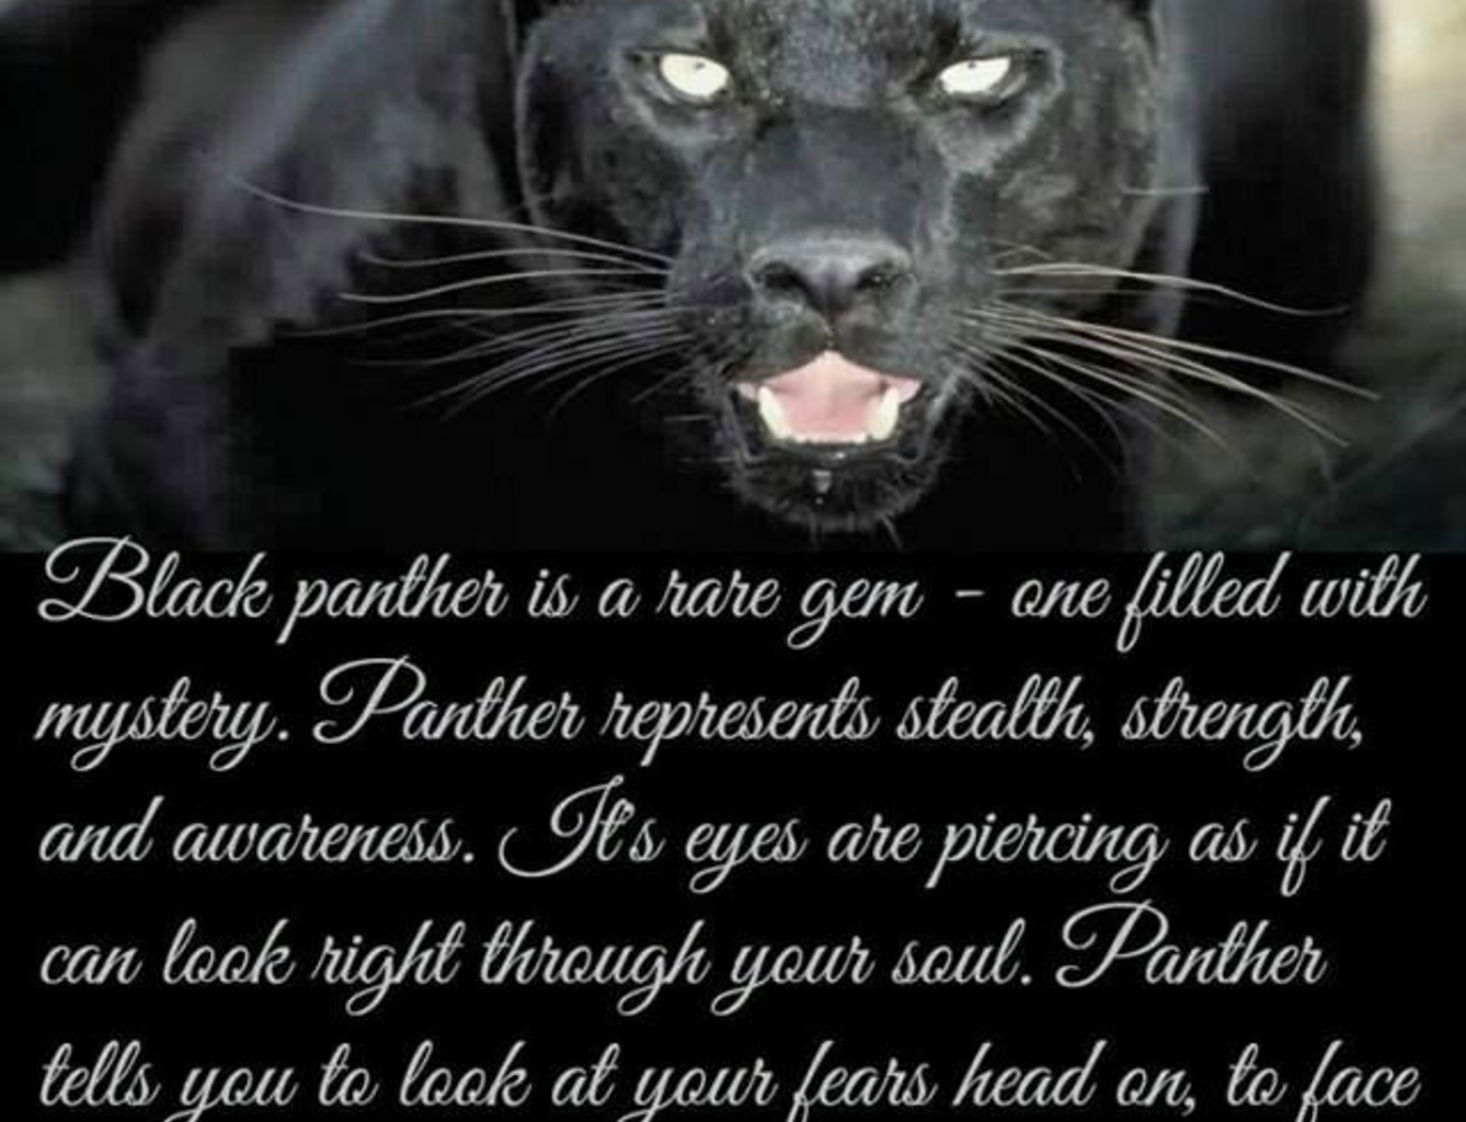 Black panther is a rare gem - one filled with
mystery. Panther represents stealth, strength,
and awareness. It's eyes are piercing as if it
can look right through your soul. Panther
tells you to look at your fears head on, to face